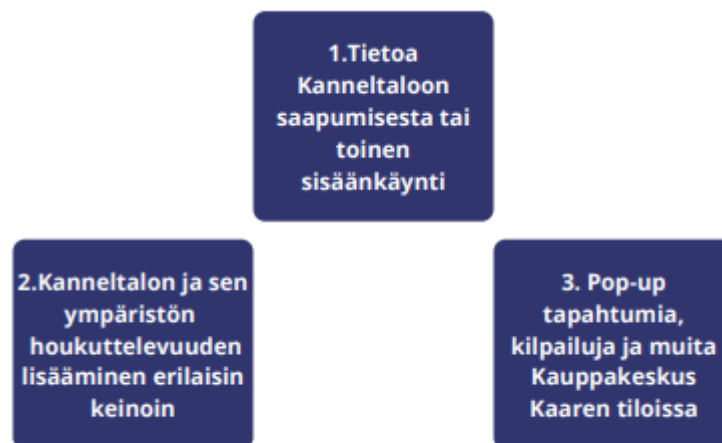 1.Tietoa
Kanneltaloon
saapumisesta tai
toinen
sisäänkäynti
2.Kanneltalon ja sen
ympäristön
houkuttelevuuden
lisääminen erilaisin
keinoin
3. Pop-up
tapahtumia,
kilpailuja ja muita
Kauppakeskus
Kaaren tiloissa